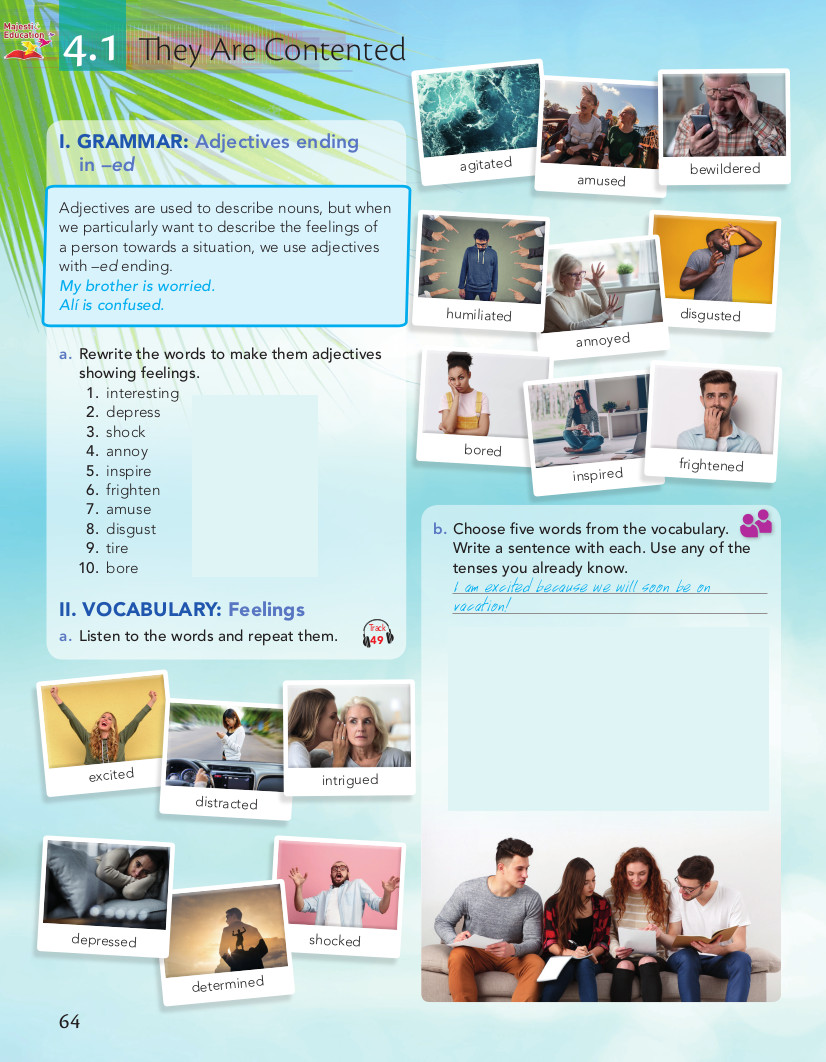 Majestic
Education
4.1 They Are Contented
I. GRAMMAR: Adjectives ending
in –ed
Adjectives are used to describe nouns, but when
we particularly want to describe the feelings of
a person towards a situation, we use adjectives
with –ed ending.
My brother is worried.
Alí is confused.
a. Rewrite the words to make them adjectives
showing feelings.
1. interesting
2. depress
3. shock
4. annoy
5. inspire
6. frighten
7. amuse
8. disgust
9. tire
10. bore
II. VOCABULARY: Feelings
a. Listen to the words and repeat them.
Track
49
excited
distracted
intrigued
depressed
determined
shocked
agitated
amused
bewildered
humiliated
annoyed
disgusted
bored
inspired
frightened
b. Choose five words from the vocabulary.
Write a sentence with each. Use any of the
tenses you already know.
I am excited because we will soon be on
vacation!
64